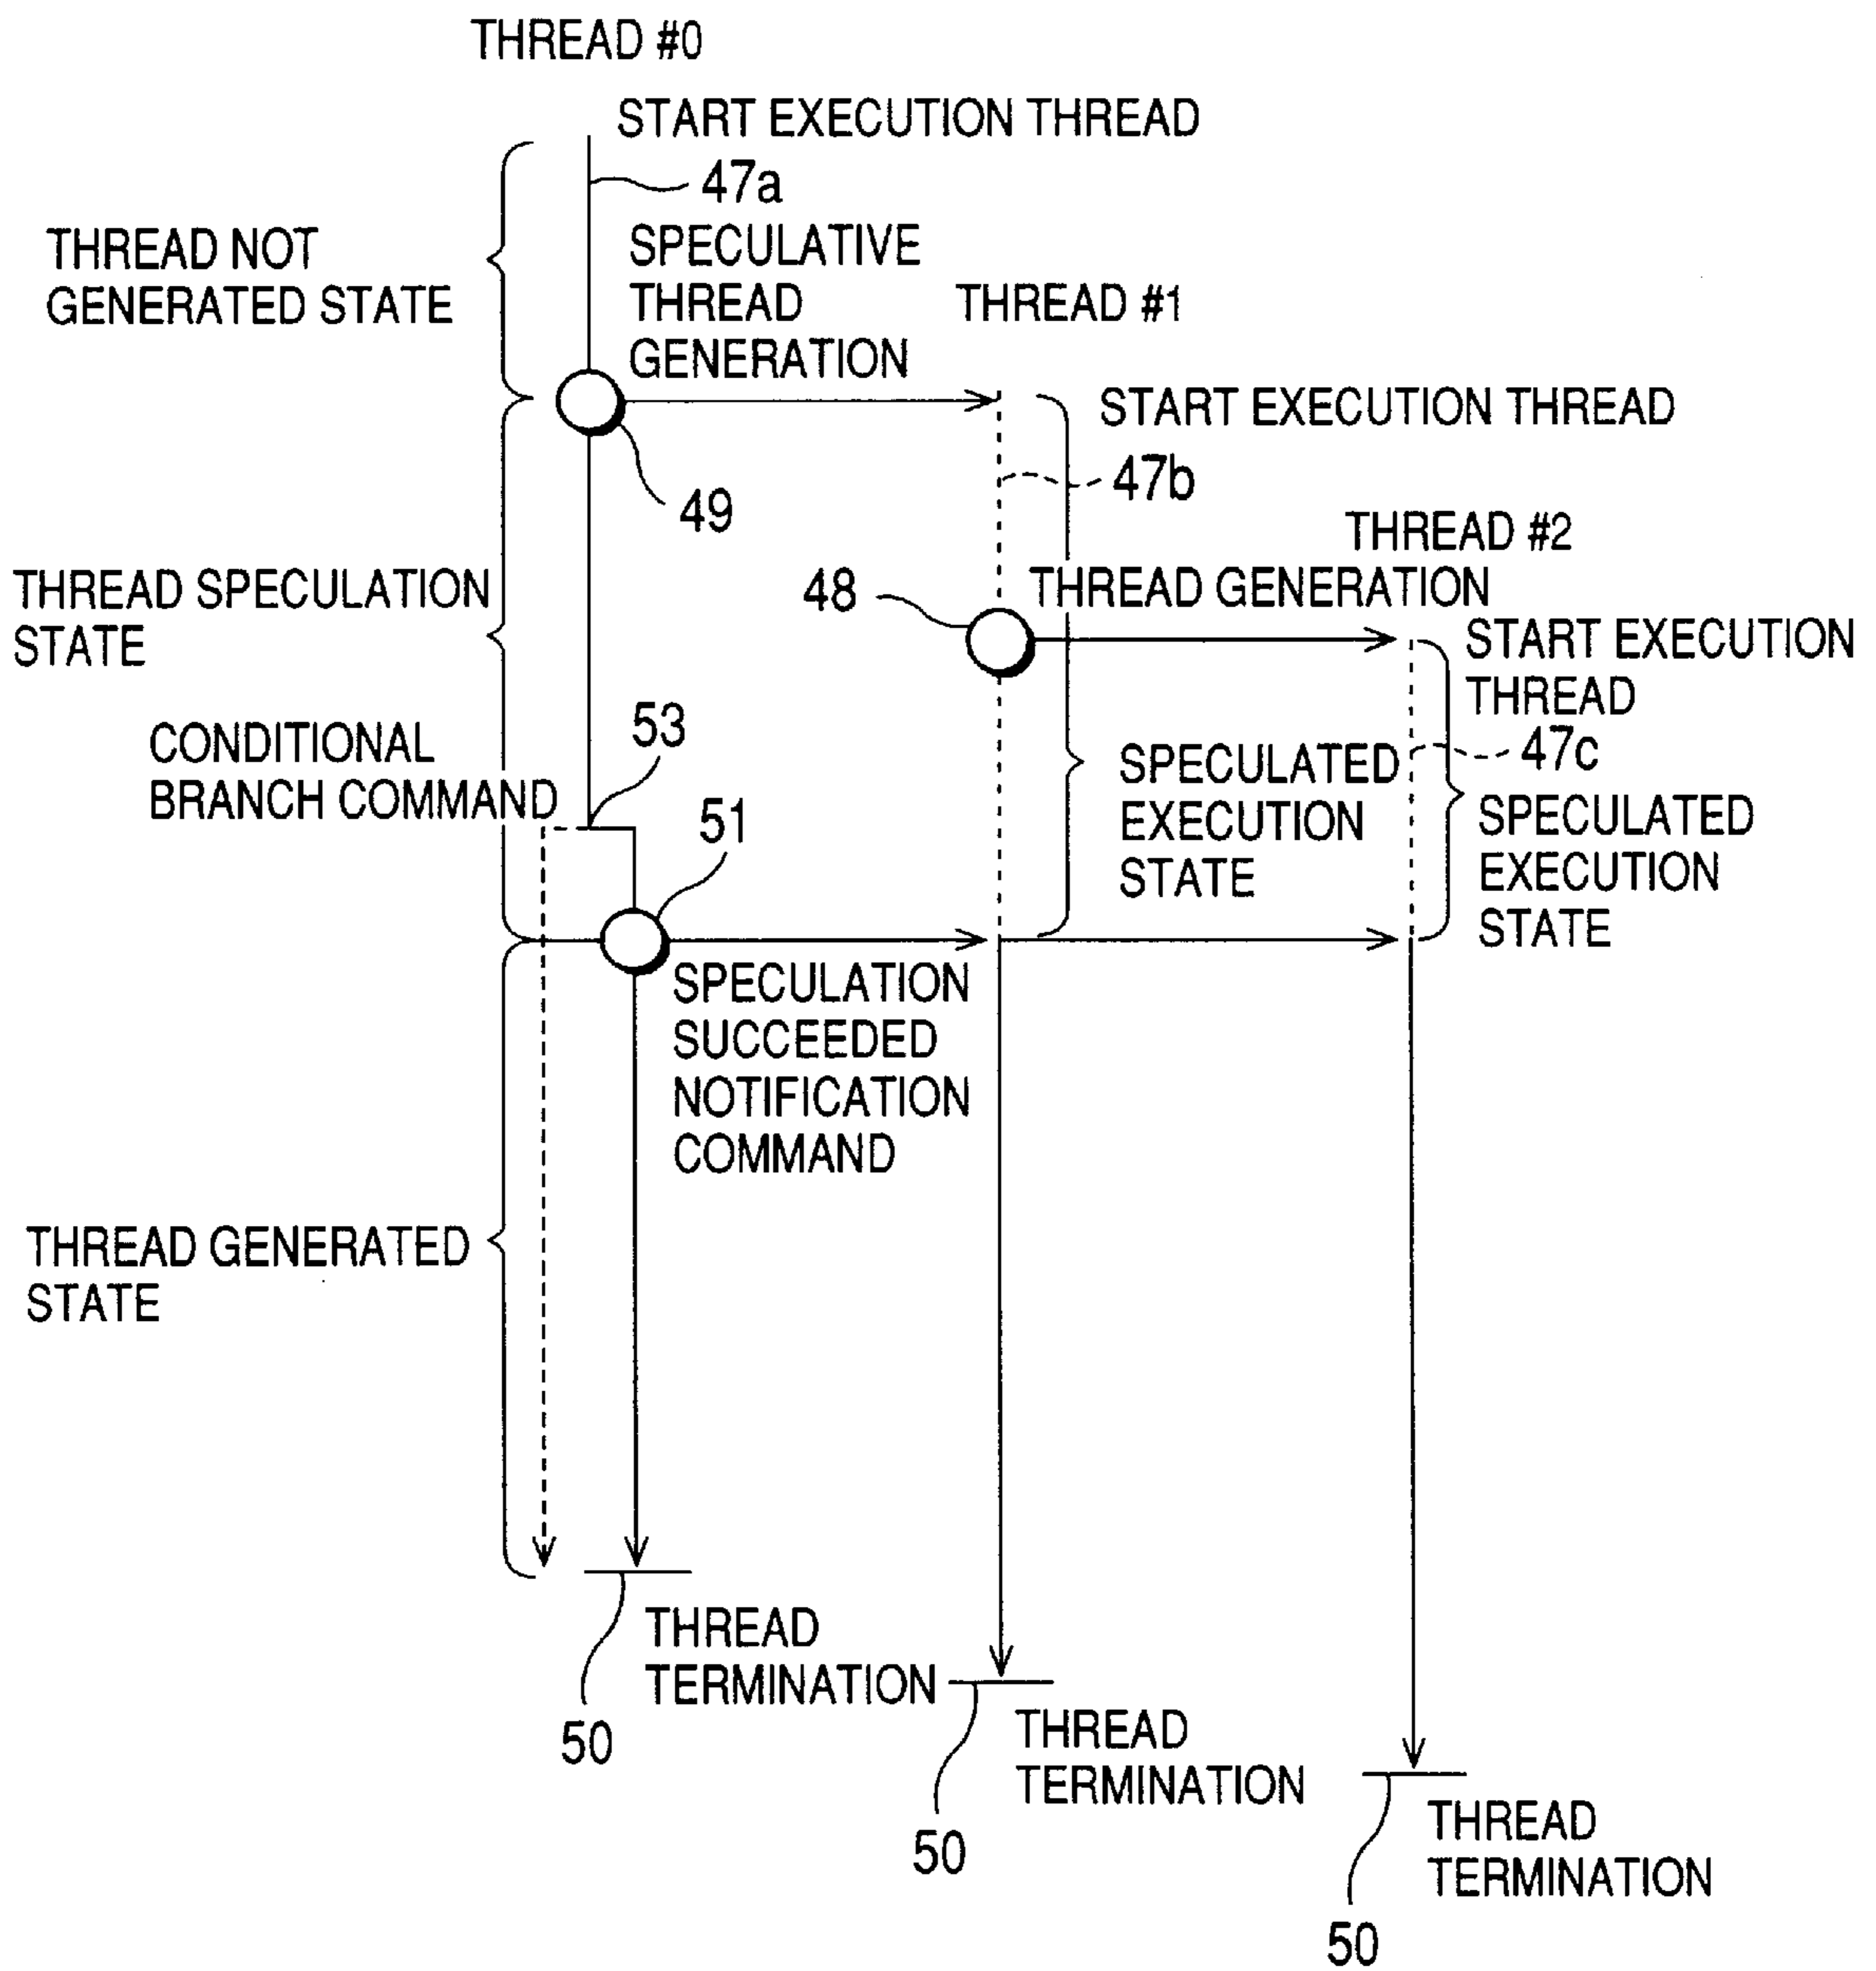 THREAD #0
START EXECUTION THREAD
47a
THREAD NOT
GENERATED STATE
SPECULATIVE
THREAD
GENERATION
THREAD #1
START EXECUTION THREAD
47b
49
THREAD #2
THREAD GENERATION
48
START EXECUTION
THREAD
47c
THREAD SPECULATION
STATE
CONDITIONAL
BRANCH COMMAND
53
51
SPECULATED
EXECUTION
STATE
SPECULATED
EXECUTION
STATE
SPECULATION
SUCCEEDED
NOTIFICATION
COMMAND
THREAD GENERATED
STATE
THREAD
TERMINATION
50
THREAD
TERMINATION
50
THREAD
TERMINATION
50